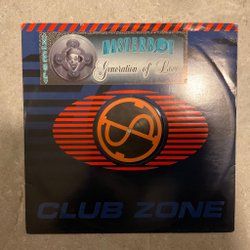 MASTERBOY
Generation of Love
CLUB ZONE